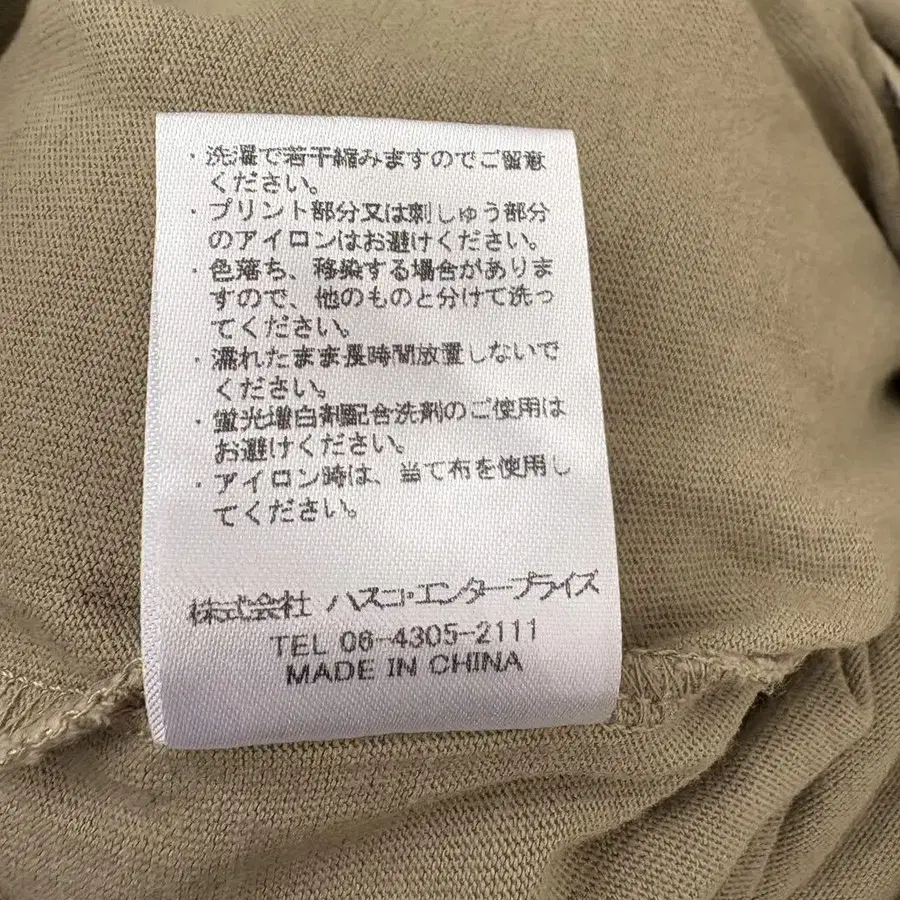 ・洗濯で若干縮みますのでご留意
ください。
・プリント部分又は刺しゅう部分
のアイロンはお避けください。
・色落ち、移染する場合がありま
すので、他のものと分けて洗っ
てください。
・濡れたまま長時間放置しないで
ください。
・蛍光増白剤配合洗剤のご使用は
お避けください。
・アイロン時は、当て布を使用し
てください。
株式会社 ハスコ・エンタープライズ
TEL 06-4305-2111
MADE IN CHINA